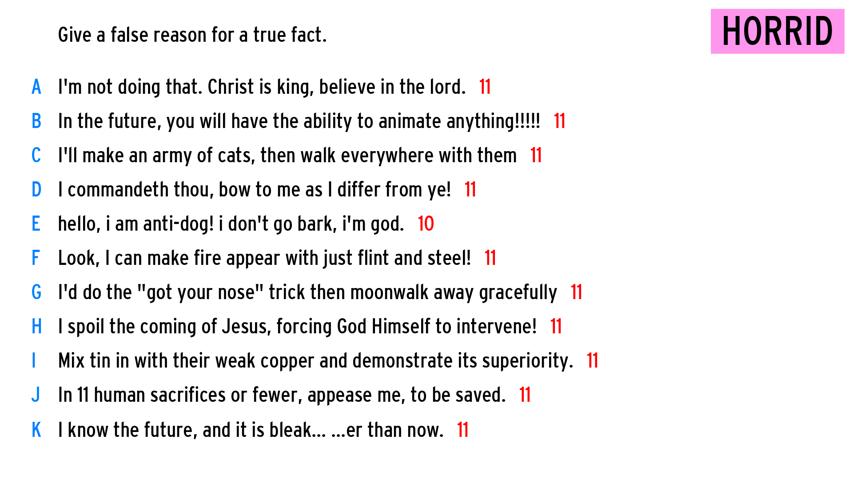 Give a false reason for a true fact.
HORRID
A I'm not doing that. Christ is king, believe in the lord. 11
B In the future, you will have the ability to animate anything!!!!! 11
C I'll make an army of cats, then walk everywhere with them 11
D I commandeth thou, bow to me as I differ from ye! 11
E hello, i am anti-dog! i don't go bark, i'm god. 10
F Look, I can make fire appear with just flint and steel! 11
G I'd do the "got your nose" trick then moonwalk away gracefully 11
H I spoil the coming of Jesus, forcing God Himself to intervene! 11
I Mix tin in with their weak copper and demonstrate its superiority. 11
J In 11 human sacrifices or fewer, appease me, to be saved. 11
K I know the future, and it is bleak... ...er than now. 11